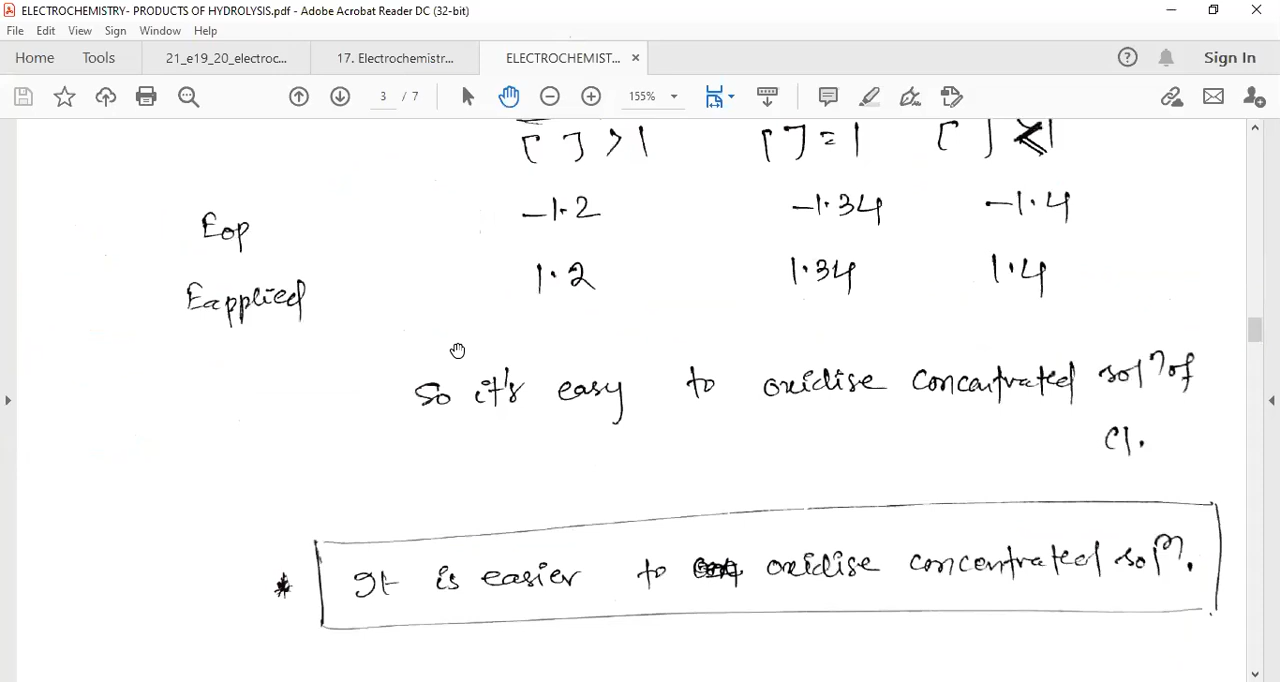 ELECTROCHEMISTRY- PRODUCTS OF HYDROLYSIS.pdf - Adobe Acrobat Reader DC (32-bit)
File Edit View Sign Window Help
Home Tools 21_e19_20_electroc... 17. Electrochemistr... ELECTROCHEMIST... × Sign In
3 / 7 155%
[ ] > 1 [ ] = 1 [ ] < 1
Eop -1.2 -1.34 -1.4
Eapplied 1.2 1.34 1.4
So it's easy to oxidise concentrated sol^n of
Cl.
* It is easier to oxidise concentrated sol^n.